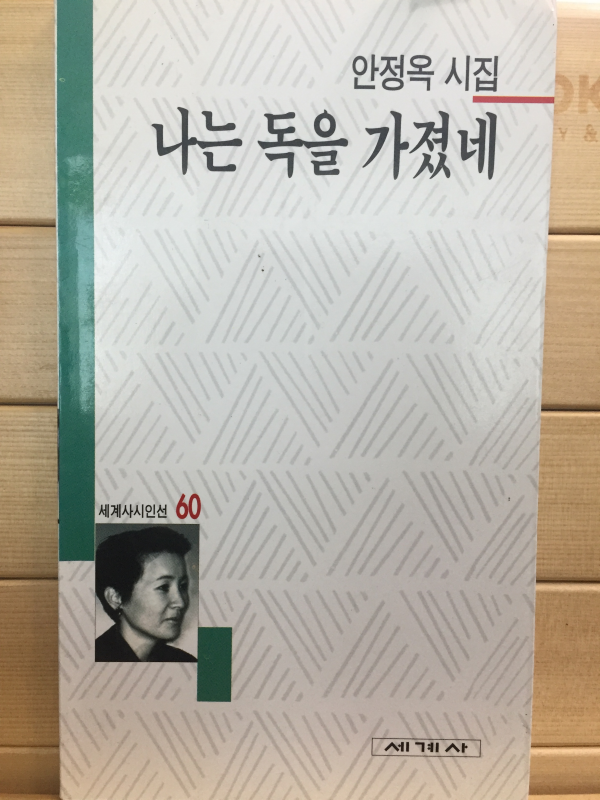 안정옥 시집
나는 독을 가졌네
세계사시인선 60
세계사